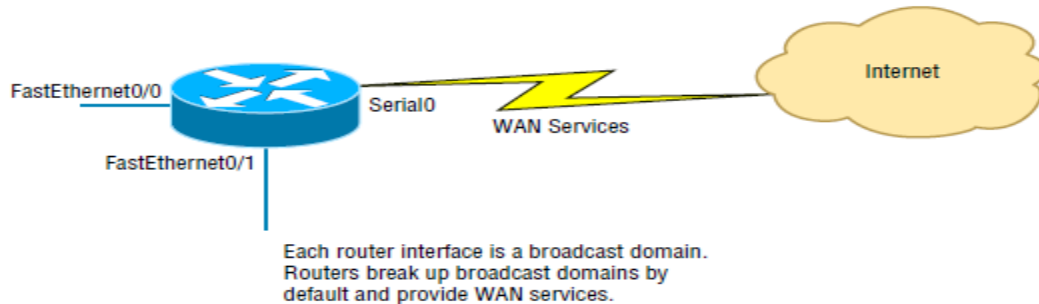 Internet
FastEthernet0/0
Serial0
WAN Services
FastEthernet0/1
Each router interface is a broadcast domain.
Routers break up broadcast domains by
default and provide WAN services.